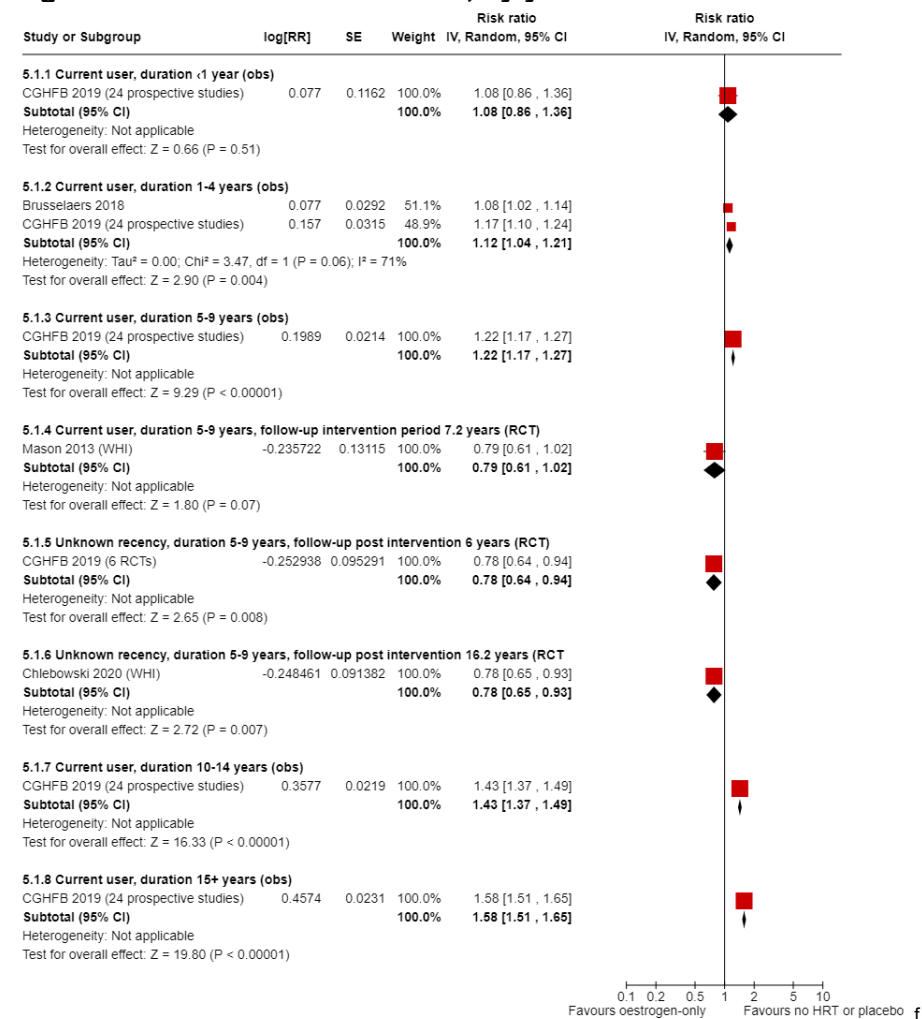 Risk ratio Risk ratio
Study or Subgroup log[RR] SE Weight IV, Random, 95% CI IV, Random, 95% CI
5.1.1 Current user, duration ‹1 year (obs)
CGHFB 2019 (24 prospective studies) 0.077 0.1162 100.0% 1.08 [0.86 , 1.36]
Subtotal (95% CI) 100.0% 1.08 [0.86 , 1.36]
Heterogeneity: Not applicable
Test for overall effect: Z = 0.66 (P = 0.51)
5.1.2 Current user, duration 1-4 years (obs)
Brusselaers 2018 0.077 0.0292 51.1% 1.08 [1.02 , 1.14]
CGHFB 2019 (24 prospective studies) 0.157 0.0315 48.9% 1.17 [1.10 , 1.24]
Subtotal (95% CI) 100.0% 1.12 [1.04 , 1.21]
Heterogeneity: Tau² = 0.00; Chi² = 3.47, df = 1 (P = 0.06); I² = 71%
Test for overall effect: Z = 2.90 (P = 0.004)
5.1.3 Current user, duration 5-9 years (obs)
CGHFB 2019 (24 prospective studies) 0.1989 0.0214 100.0% 1.22 [1.17 , 1.27]
Subtotal (95% CI) 100.0% 1.22 [1.17 , 1.27]
Heterogeneity: Not applicable
Test for overall effect: Z = 9.29 (P < 0.00001)
5.1.4 Current user, duration 5-9 years, follow-up intervention period 7.2 years (RCT)
Mason 2013 (WHI) -0.235722 0.13115 100.0% 0.79 [0.61 , 1.02]
Subtotal (95% CI) 100.0% 0.79 [0.61 , 1.02]
Heterogeneity: Not applicable
Test for overall effect: Z = 1.80 (P = 0.07)
5.1.5 Unknown recency, duration 5-9 years, follow-up post intervention 6 years (RCT)
CGHFB 2019 (6 RCTs) -0.252938 0.095291 100.0% 0.78 [0.64 , 0.94]
Subtotal (95% CI) 100.0% 0.78 [0.64 , 0.94]
Heterogeneity: Not applicable
Test for overall effect: Z = 2.65 (P = 0.008)
5.1.6 Unknown recency, duration 5-9 years, follow-up post intervention 16.2 years (RCT
Chlebowski 2020 (WHI) -0.248461 0.091382 100.0% 0.78 [0.65 , 0.93]
Subtotal (95% CI) 100.0% 0.78 [0.65 , 0.93]
Heterogeneity: Not applicable
Test for overall effect: Z = 2.72 (P = 0.007)
5.1.7 Current user, duration 10-14 years (obs)
CGHFB 2019 (24 prospective studies) 0.3577 0.0219 100.0% 1.43 [1.37 , 1.49]
Subtotal (95% CI) 100.0% 1.43 [1.37 , 1.49]
Heterogeneity: Not applicable
Test for overall effect: Z = 16.33 (P < 0.00001)
5.1.8 Current user, duration 15+ years (obs)
CGHFB 2019 (24 prospective studies) 0.4574 0.0231 100.0% 1.58 [1.51 , 1.65]
Subtotal (95% CI) 100.0% 1.58 [1.51 , 1.65]
Heterogeneity: Not applicable
Test for overall effect: Z = 19.80 (P < 0.00001)
0.1 0.2 0.5 1 2 5 10
Favours oestrogen-only Favours no HRT or placebo f